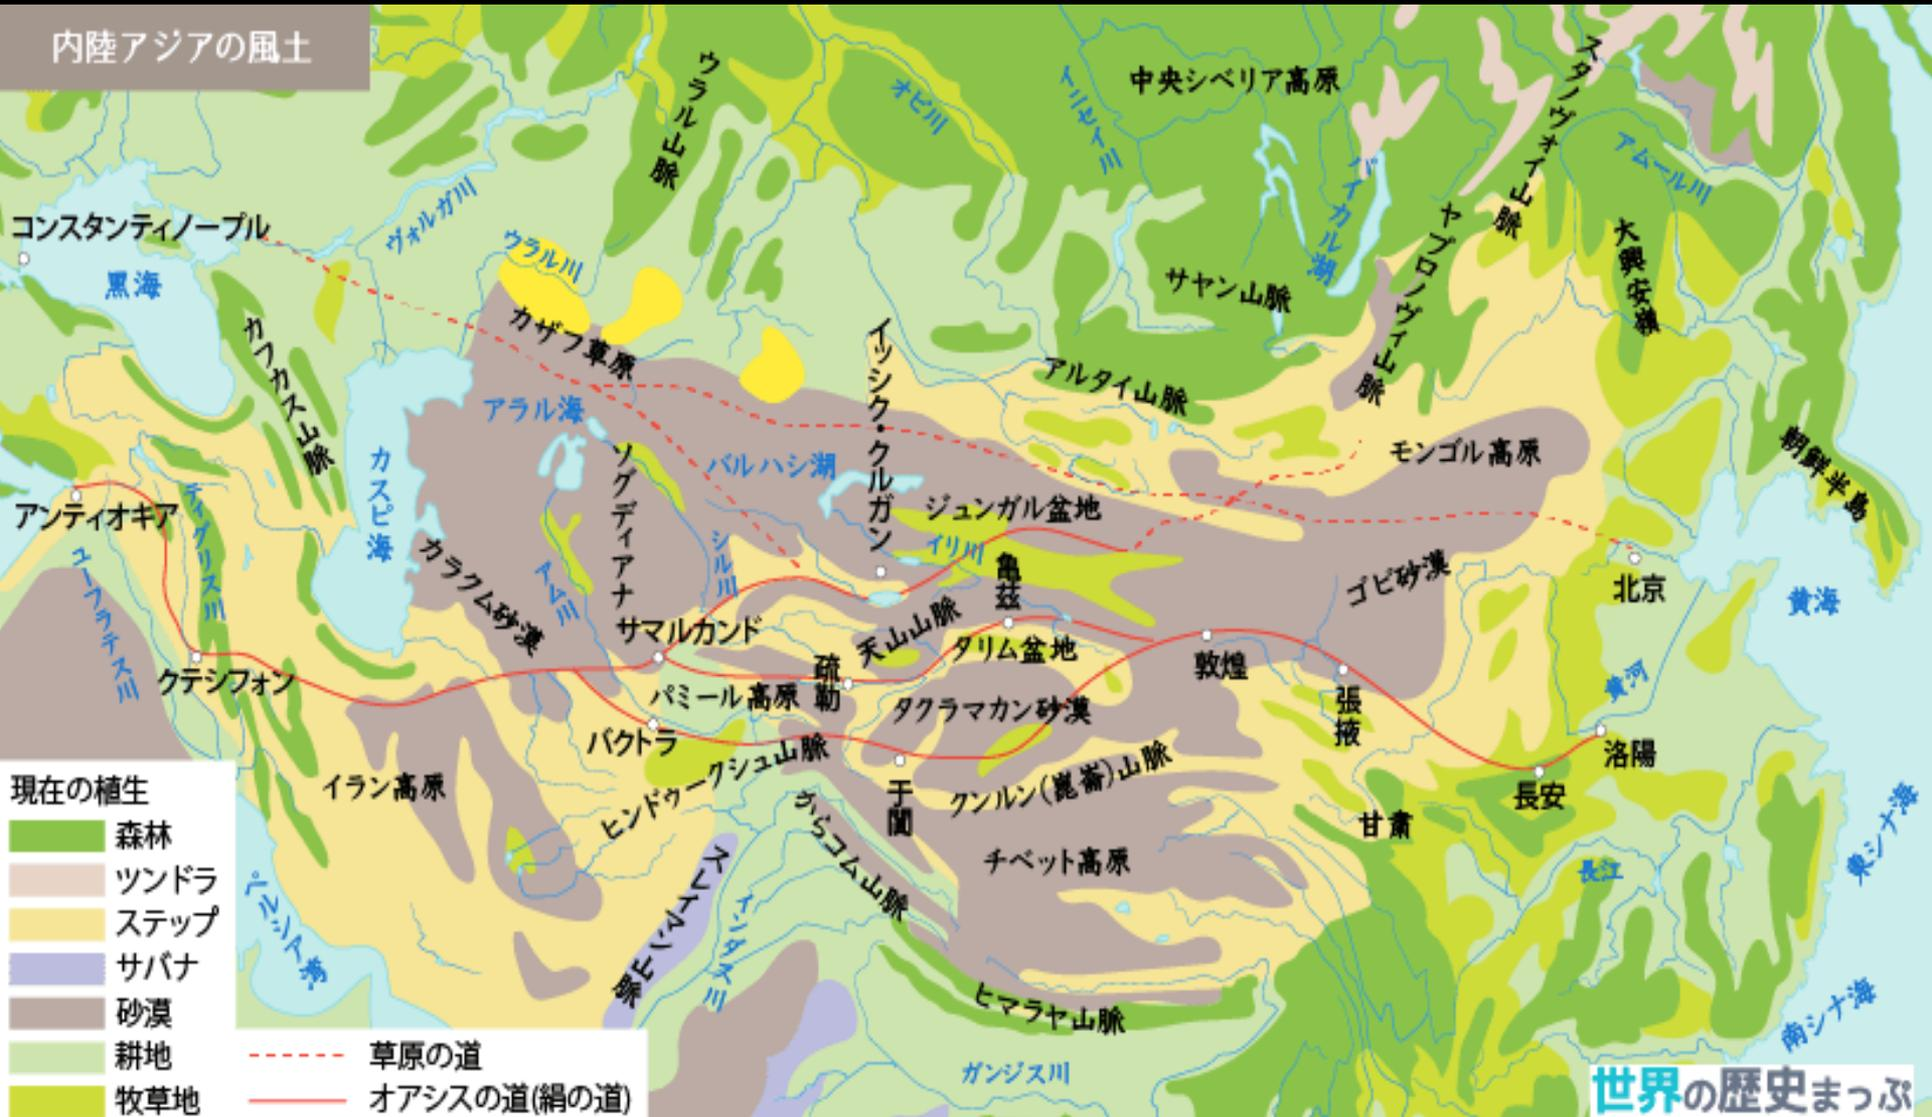 内陸アジアの風土
中央シベリア高原
スタノヴォイ山脈
ウラル山脈
オビ川
イニセイ川
バイカル湖
アムール川
ヴォルガ川
コンスタンティノープル
黒海
ウラル川
サヤン山脈
ヤブロノヴィ山脈
大興安嶺
カフカス山脈
カザフ草原
イッシク・クルガン
アルタイ山脈
アラル海
カスピ海
ソグディアナ
バルハシ湖
モンゴル高原
朝鮮半島
アンティオキア
ティグリス川
ユーフラテス川
カラクム砂漠
アム川
シル川
ジュンガル盆地
イリ川
亀茲
ゴビ砂漠
北京
黄海
サマルカンド
天山山脈
タリム盆地
敦煌
クテシフォン
パミール高原
疏勒
タクラマカン砂漠
張掖
黄河
洛陽
バクトラ
イラン高原
ヒンドゥークシュ山脈
于闐
クンルン(崑崙)山脈
長安
甘粛
からコム山脈
チベット高原
長江
東シナ海
スレイマン山脈
インダス川
ペルシア湾
ヒマラヤ山脈
ガンジス川
南シナ海
現在の植生
森林
ツンドラ
ステップ
サバナ
砂漠
耕地
牧草地
草原の道
オアシスの道(絹の道)
世界の歴史まっぷ